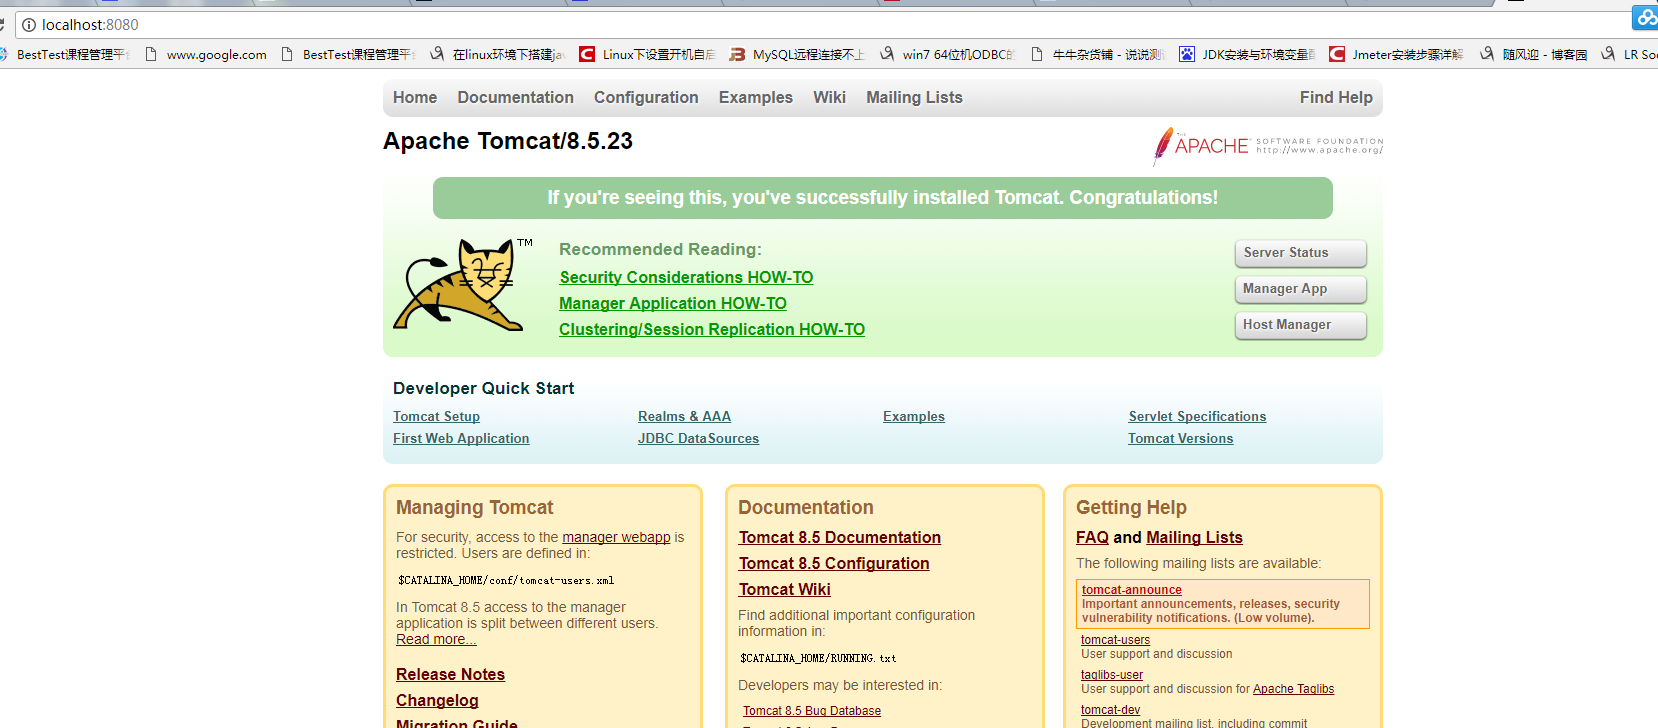 localhost:8080
BestTest课程管理平台 www.google.com BestTest课程管理平 在linux环境下搭建 Linux下设置开机自启 MySQL远程连接不上 win7 64位机ODBC 牛牛杂货铺 - 说说测 JDK安装与环境变量 Jmeter安装步骤详解 随风迎 - 博客园 LR
Home Documentation Configuration Examples Wiki Mailing Lists Find Help
Apache Tomcat/8.5.23
THE APACHE SOFTWARE FOUNDATION
http://www.apache.org/
If you're seeing this, you've successfully installed Tomcat. Congratulations!
TM
Recommended Reading:
Security Considerations HOW-TO
Manager Application HOW-TO
Clustering/Session Replication HOW-TO
Server Status
Manager App
Host Manager
Developer Quick Start
Tomcat Setup Realms & AAA Examples Servlet Specifications
First Web Application JDBC DataSources Tomcat Versions
Managing Tomcat
For security, access to the manager webapp is
restricted. Users are defined in:
$CATALINA_HOME/conf/tomcat-users.xml
In Tomcat 8.5 access to the manager
application is split between different users.
Read more...
Release Notes
Changelog
Migration Guide
Documentation
Tomcat 8.5 Documentation
Tomcat 8.5 Configuration
Tomcat Wiki
Find additional important configuration
information in:
$CATALINA_HOME/RUNNING.txt
Developers may be interested in:
Tomcat 8.5 Bug Database
Getting Help
FAQ and Mailing Lists
The following mailing lists are available:
tomcat-announce
Important announcements, releases, security
vulnerability notifications. (Low volume).
tomcat-users
User support and discussion
taglibs-user
User support and discussion for Apache Taglibs
tomcat-dev
Development mailing list, including commit